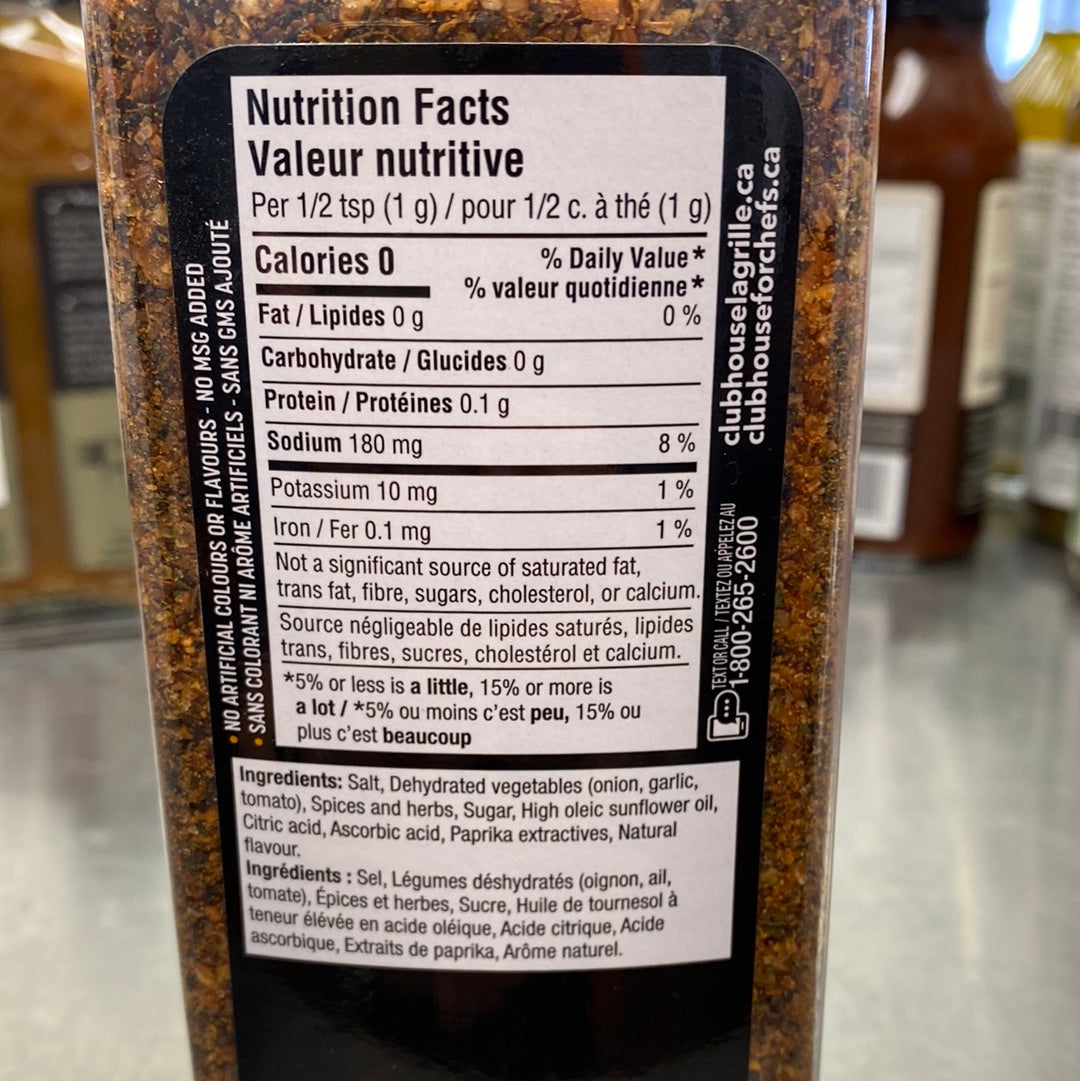 Nutrition Facts
Valeur nutritive
Per 1/2 tsp (1 g) / pour 1/2 c. à thé (1 g)
Calories 0
% Daily Value*
% valeur quotidienne*
Fat / Lipides 0 g 0 %
Carbohydrate / Glucides 0 g
Protein / Protéines 0.1 g
Sodium 180 mg 8 %
Potassium 10 mg 1 %
Iron / Fer 0.1 mg 1 %
Not a significant source of saturated fat,
trans fat, fibre, sugars, cholesterol, or calcium.
Source négligeable de lipides saturés, lipides
trans, fibres, sucres, cholestérol et calcium.
*5% or less is a little, 15% or more is
a lot / *5% ou moins c'est peu, 15% ou
plus c'est beaucoup
Ingredients: Salt, Dehydrated vegetables (onion, garlic,
tomato), Spices and herbs, Sugar, High oleic sunflower oil,
Citric acid, Ascorbic acid, Paprika extractives, Natural
flavour.
Ingrédients : Sel, Légumes déshydratés (oignon, ail,
tomate), Épices et herbes, Sucre, Huile de tournesol à
teneur élévée en acide oléique, Acide citrique, Acide
ascorbique, Extraits de paprika, Arôme naturel.
• NO ARTIFICIAL COLOURS OR FLAVOURS - NO MSG ADDED
• SANS COLORANT NI ARÔME ARTIFICIELS - SANS GMS AJOUTÉ
clubhouselagrille.ca
clubhouseforchefs.ca
TEXT OR CALL / TEXTEZ OU APPELEZ AU
1-800-265-2600